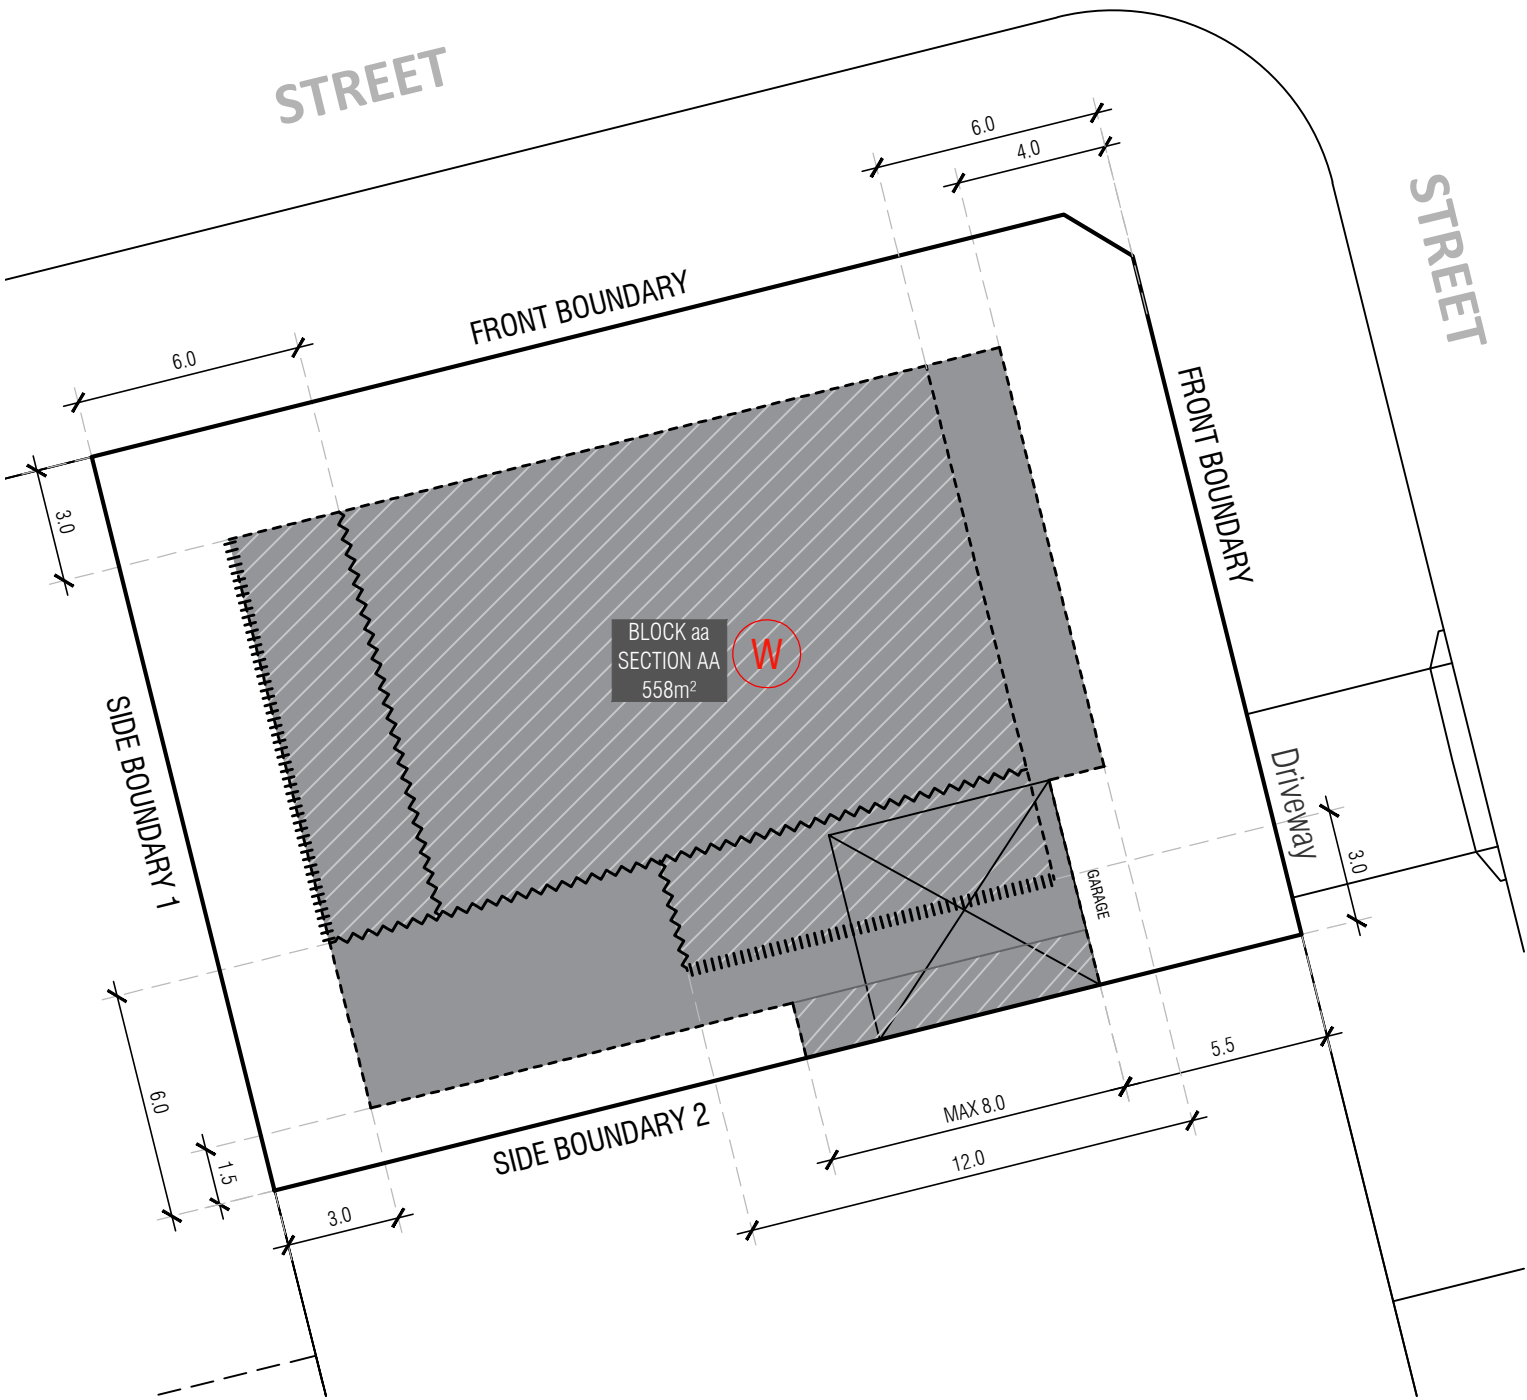 STREET
STREET
6.0
4.0
FRONT BOUNDARY
6.0
FRONT BOUNDARY
3.0
BLOCK aa
SECTION AA
558m²
W
SIDE BOUNDARY 1
Driveway
3.0
GARAGE
6.0
1.5
3.0
SIDE BOUNDARY 2
5.5
MAX 8.0
12.0